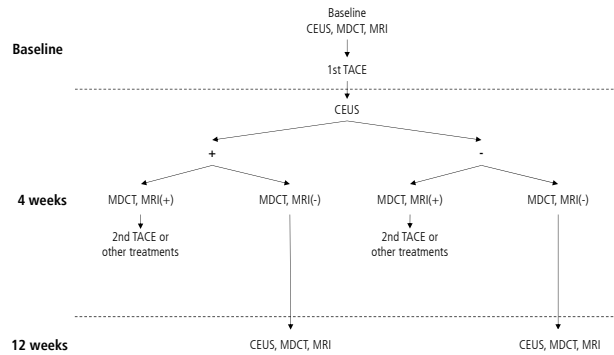 Baseline
CEUS, MDCT, MRI
Baseline
1st TACE
CEUS
+ -
4 weeks MDCT, MRI(+) MDCT, MRI(-) MDCT, MRI(+) MDCT, MRI(-)
2nd TACE or 2nd TACE or
other treatments other treatments
12 weeks CEUS, MDCT, MRI CEUS, MDCT, MRI